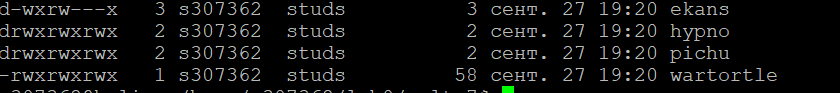 d-wxrw---x 3 s307362 studs 3 сент. 27 19:20 ekans
drwxrwxrwx 2 s307362 studs 2 сент. 27 19:20 hypno
drwxrwxrwx 2 s307362 studs 2 сент. 27 19:20 pichu
-rwxrwxrwx 1 s307362 studs 58 сент. 27 19:20 wartortle